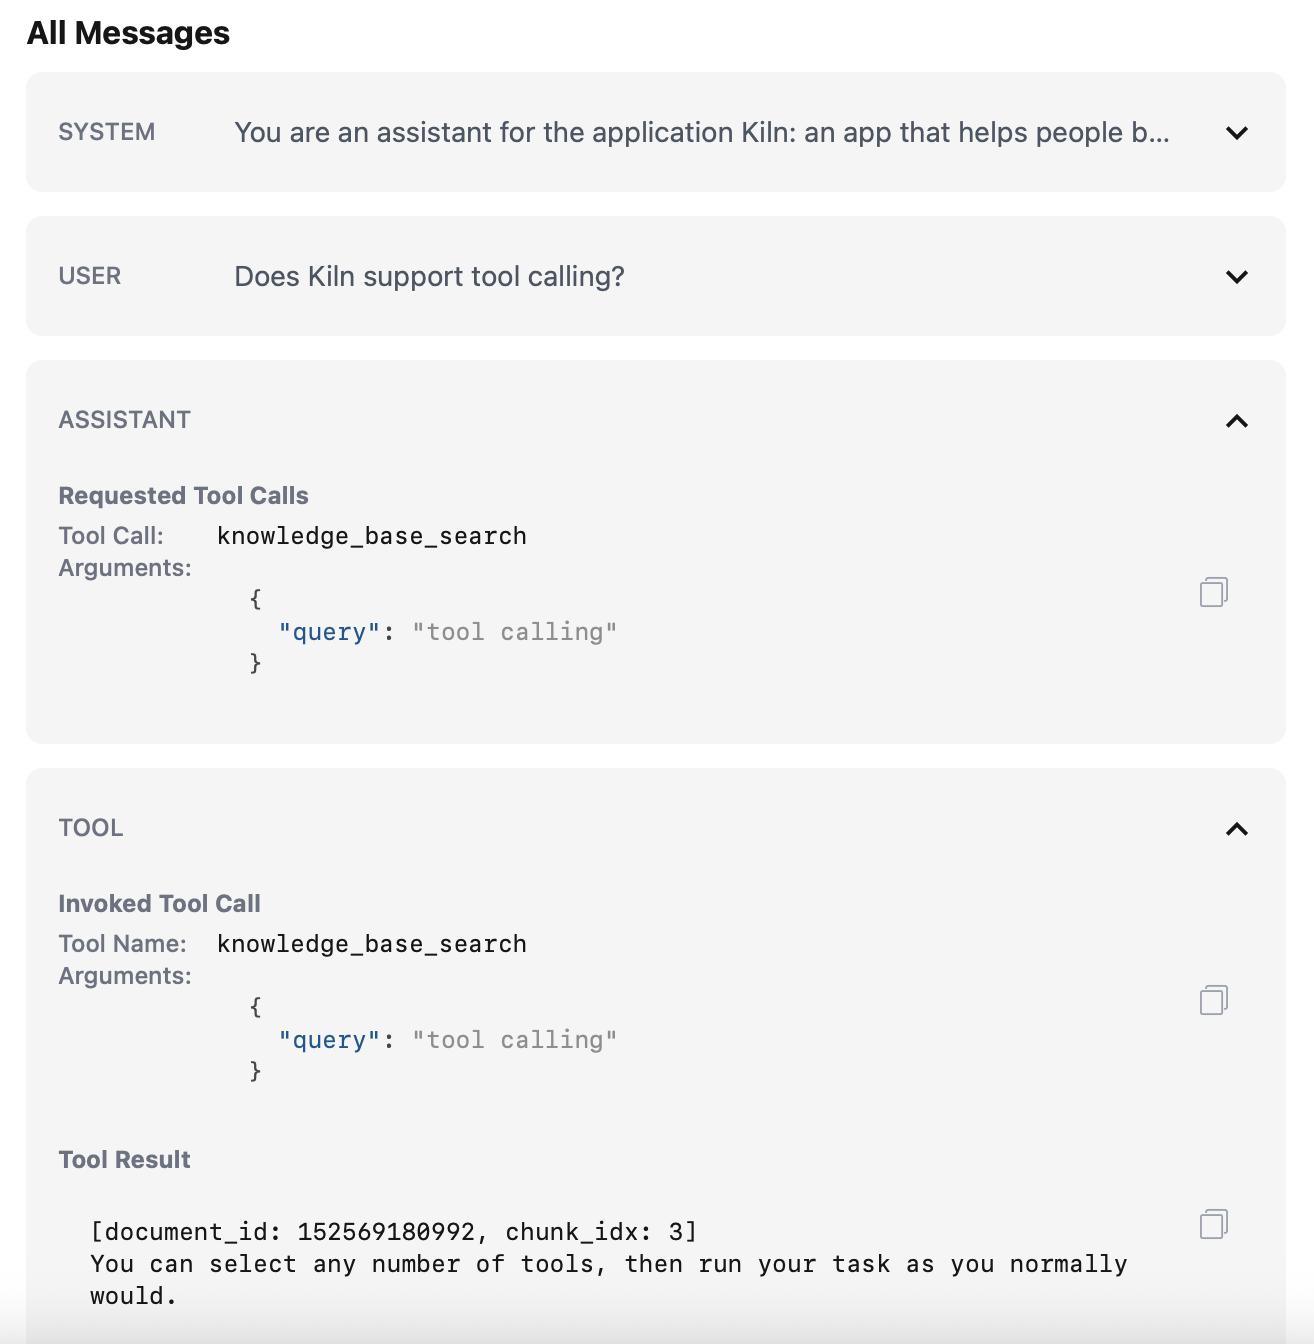 All Messages
SYSTEM You are an assistant for the application Kiln: an app that helps people b...
USER Does Kiln support tool calling?
ASSISTANT
Requested Tool Calls
Tool Call: knowledge_base_search
Arguments:
{
"query": "tool calling"
}
TOOL
Invoked Tool Call
Tool Name: knowledge_base_search
Arguments:
{
"query": "tool calling"
}
Tool Result
[document_id: 152569180992, chunk_idx: 3]
You can select any number of tools, then run your task as you normally
would.